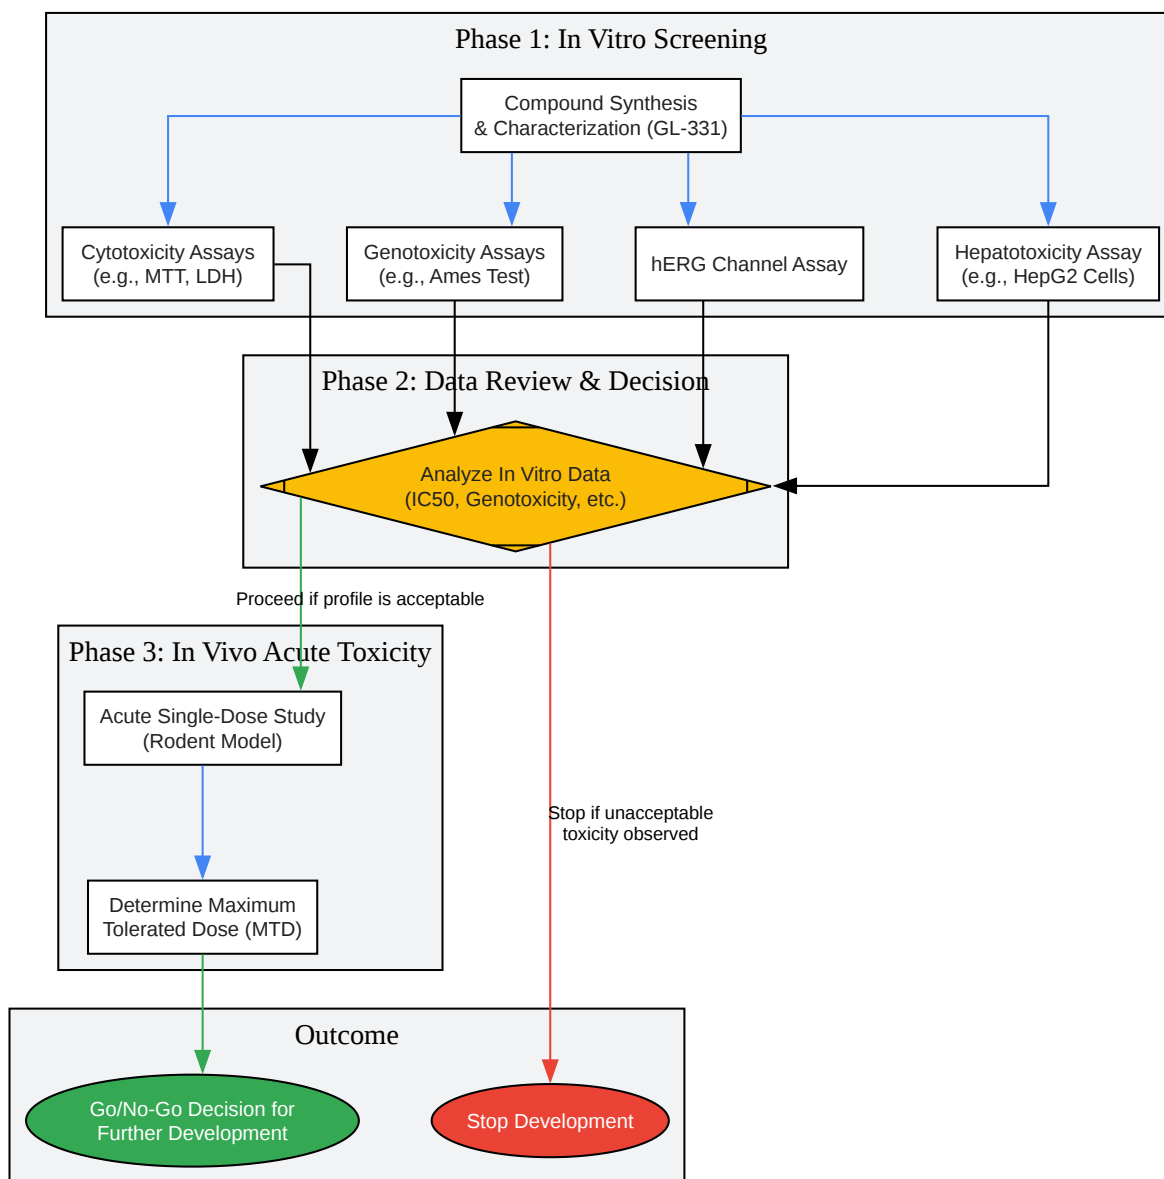 Phase 1: In Vitro Screening
Compound Synthesis
& Characterization (GL-331)
Cytotoxicity Assays
(e.g., MTT, LDH)
Genotoxicity Assays
(e.g., Ames Test)
hERG Channel Assay
Hepatotoxicity Assay
(e.g., HepG2 Cells)
Phase 2: Data Review & Decision
Analyze In Vitro Data
(IC50, Genotoxicity, etc.)
Proceed if profile is acceptable
Phase 3: In Vivo Acute Toxicity
Acute Single-Dose Study
(Rodent Model)
Stop if unacceptable
toxicity observed
Determine Maximum
Tolerated Dose (MTD)
Outcome
Go/No-Go Decision for
Further Development
Stop Development